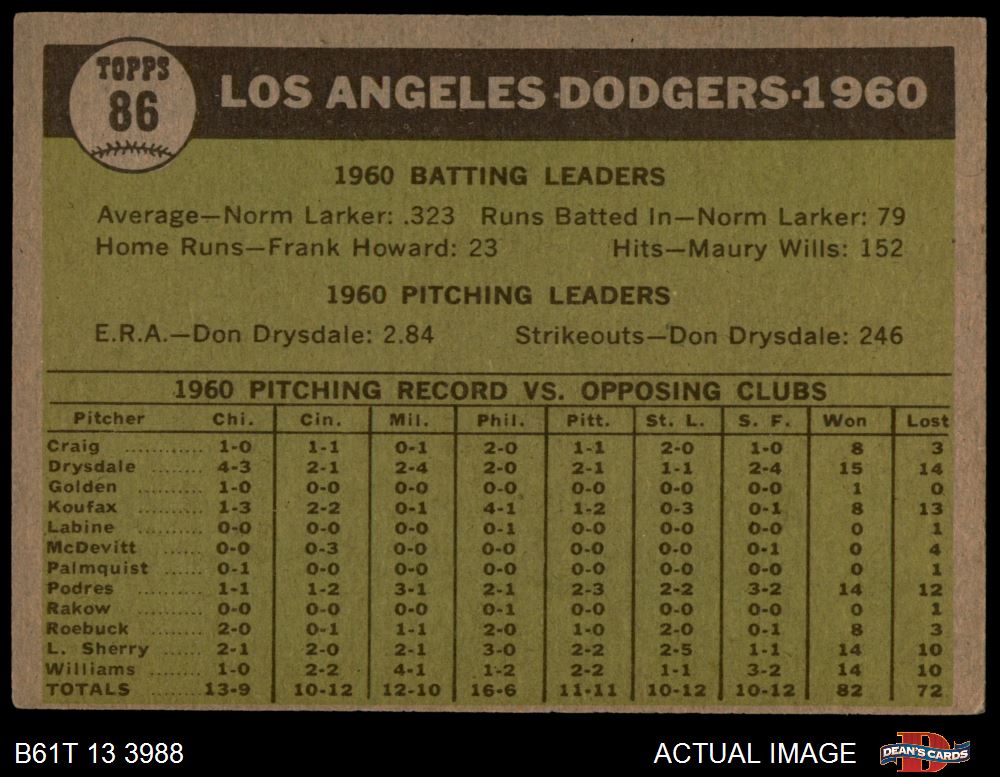 TOPPS
86
LOS ANGELES DODGERS·1960
1960 BATTING LEADERS
Average—Norm Larker: .323 Runs Batted In—Norm Larker: 79
Home Runs—Frank Howard: 23 Hits—Maury Wills: 152
1960 PITCHING LEADERS
E.R.A.—Don Drysdale: 2.84 Strikeouts—Don Drysdale: 246
1960 PITCHING RECORD VS. OPPOSING CLUBS
Pitcher Chi. Cin. Mil. Phil. Pitt. St. L. S. F. Won Lost
Craig ........... 1-0 1-1 0-1 2-0 1-1 2-0 1-0 8 3
Drysdale ......... 4-3 2-1 2-4 2-0 2-1 1-1 2-4 15 14
Golden .......... 1-0 0-0 0-0 0-0 0-0 0-0 0-0 1 0
Koufax .......... 1-3 2-2 0-1 4-1 1-2 0-3 0-1 8 13
Labine .......... 0-0 0-0 0-0 0-1 0-0 0-0 0-0 0 1
McDevitt ...... 0-0 0-3 0-0 0-0 0-0 0-0 0-1 0 4
Palmquist ...... 0-1 0-0 0-0 0-0 0-0 0-0 0-0 0 1
Podres .......... 1-1 1-2 3-1 2-1 2-3 2-2 3-2 14 12
Rakow .......... 0-0 0-0 0-0 0-1 0-0 0-0 0-0 0 1
Roebuck ........ 2-0 0-1 1-1 2-0 1-0 2-0 0-1 8 3
L. Sherry ........ 2-1 2-0 2-1 3-0 2-2 2-5 1-1 14 10
Williams ........ 1-0 2-2 4-1 1-2 2-2 1-1 3-2 14 10
TOTALS ........ 13-9 10-12 12-10 16-6 11-11 10-12 10-12 82 72
B61T 13 3988 ACTUAL IMAGE DEAN'S CARDS